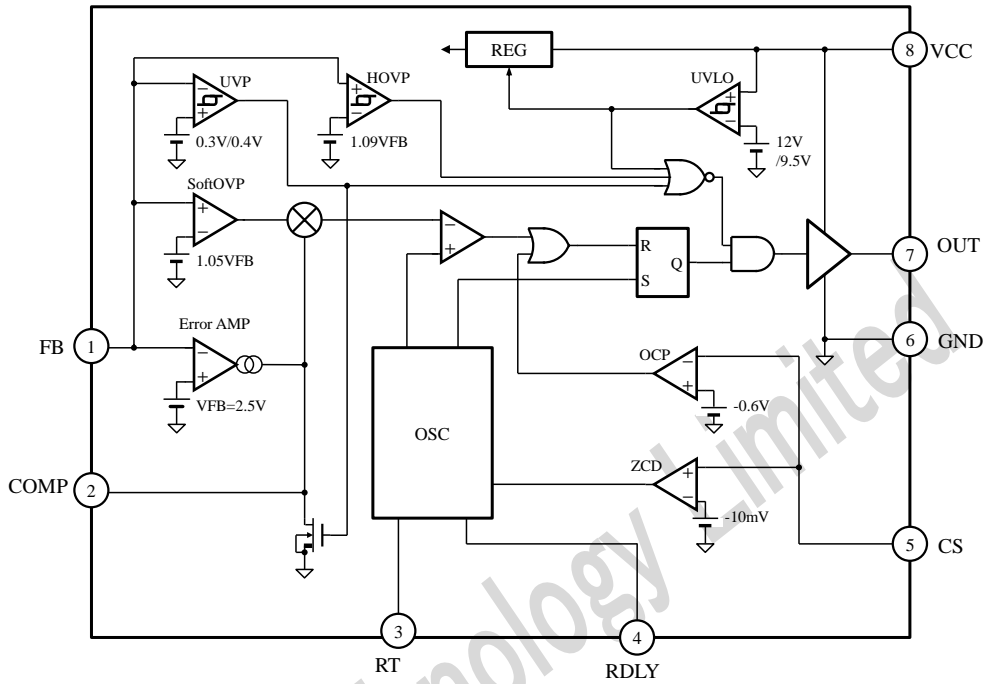 REG
8
VCC
UVP
HOVP
UVLO
0.3V/0.4V
1.09VFB
12V
/9.5V
SoftOVP
1.05VFB
R
Q
S
7
OUT
FB
1
Error AMP
VFB=2.5V
6
GND
OCP
-0.6V
OSC
ZCD
-10mV
COMP
2
5
CS
3
RT
4
RDLY
Limited